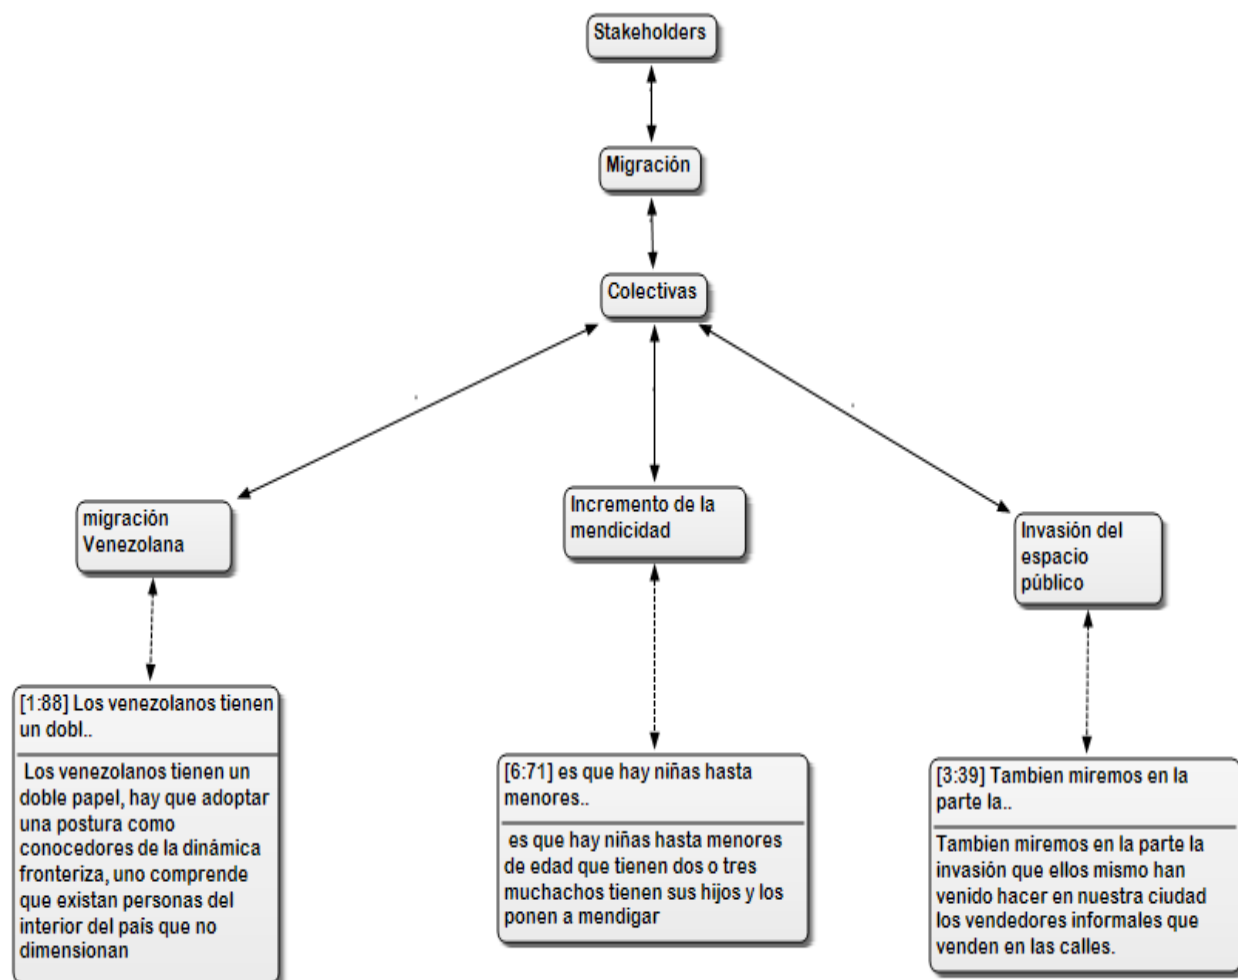 Stakeholders
Migración
Colectivas
migración
Venezolana
Incremento de la
mendicidad
Invasión del
espacio
público
[1:88] Los venezolanos tienen
un dobl..
Los venezolanos tienen un
doble papel, hay que adoptar
una postura como
conocedores de la dinámica
fronteriza, uno comprende
que existan personas del
interior del país que no
dimensionan
[6:71] es que hay niñas hasta
menores..
es que hay niñas hasta menores
de edad que tienen dos o tres
muchachos tienen sus hijos y los
ponen a mendigar
[3:39] Tambien miremos en la
parte la..
Tambien miremos en la parte la
invasión que ellos mismo han
venido hacer en nuestra ciudad
los vendedores informales que
venden en las calles.